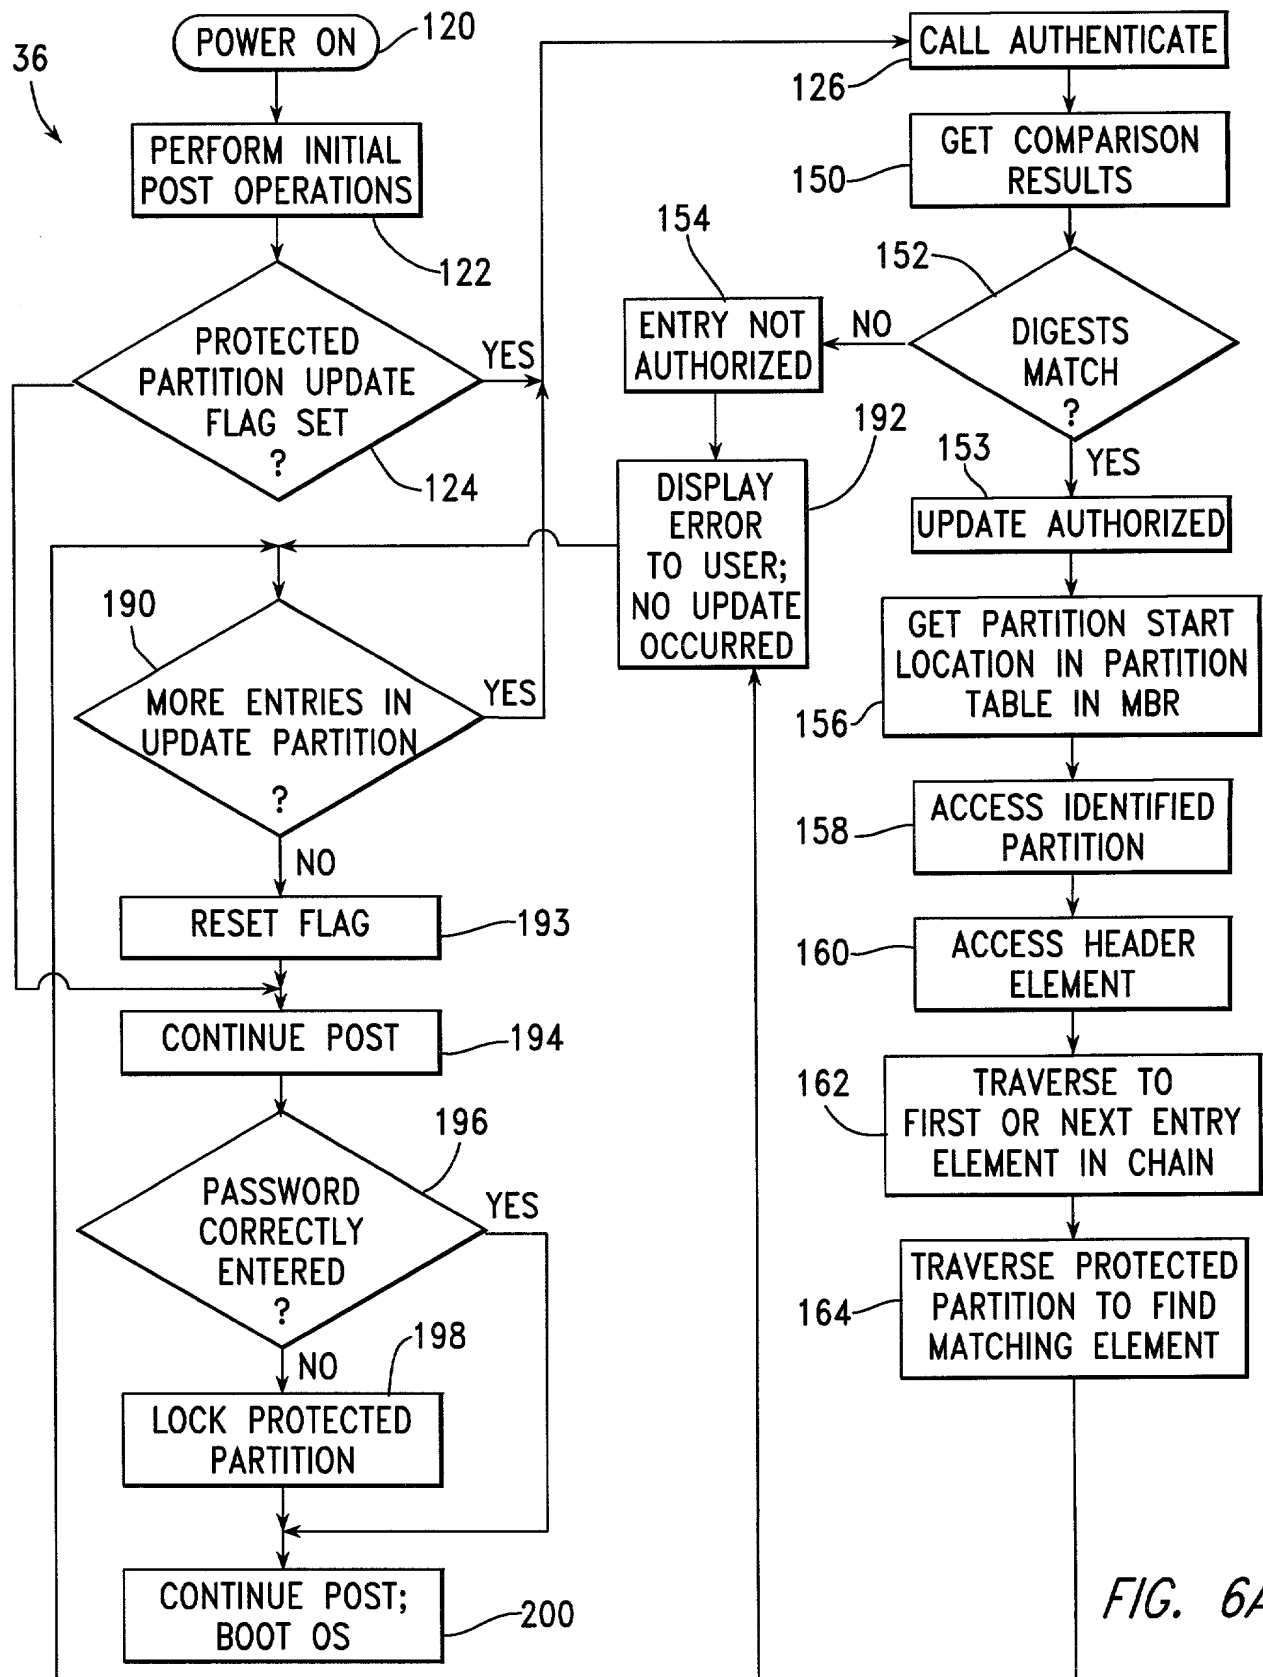 36
POWER ON
120
PERFORM INITIAL
POST OPERATIONS
122
PROTECTED
PARTITION UPDATE
FLAG SET
?
YES
124
190
MORE ENTRIES IN
UPDATE PARTITION
?
YES
NO
RESET FLAG
193
CONTINUE POST
194
196
PASSWORD
CORRECTLY
ENTERED
?
YES
NO
198
LOCK PROTECTED
PARTITION
CONTINUE POST;
BOOT OS
200
154
ENTRY NOT
AUTHORIZED
NO
192
DISPLAY
ERROR
TO USER;
NO UPDATE
OCCURRED
CALL AUTHENTICATE
126
GET COMPARISON
RESULTS
150
152
DIGESTS
MATCH
?
YES
153
UPDATE AUTHORIZED
GET PARTITION START
LOCATION IN PARTITION
TABLE IN MBR
156
ACCESS IDENTIFIED
PARTITION
158
ACCESS HEADER
ELEMENT
160
TRAVERSE TO
FIRST OR NEXT ENTRY
ELEMENT IN CHAIN
162
TRAVERSE PROTECTED
PARTITION TO FIND
MATCHING ELEMENT
164
FIG. 6A